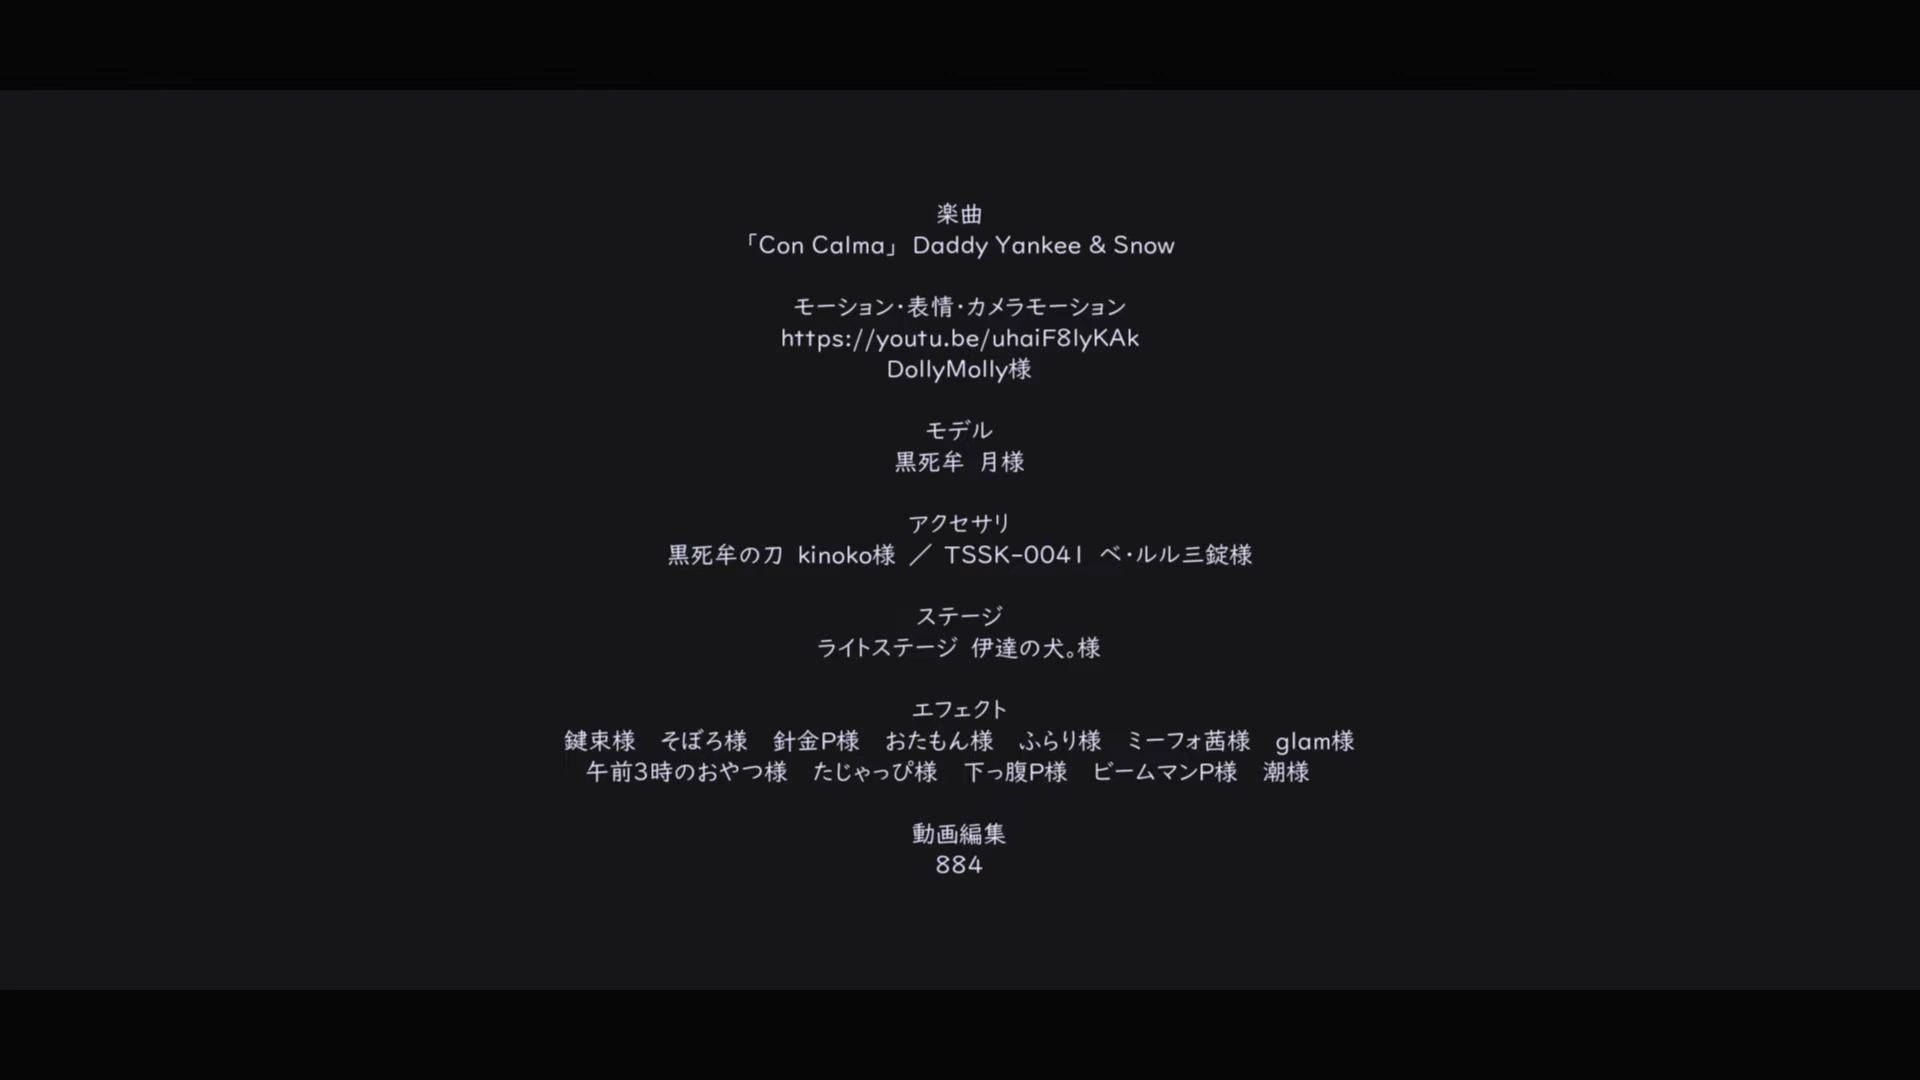 楽曲
「Con Calma」 Daddy Yankee & Snow
モーション・表情・カメラモーション
https://youtu.be/uhaiF8lyKAk
DollyMolly様
モデル
黒死牟 月様
アクセサリ
黒死牟の刀 kinoko様 ／ TSSK-0041 ベ・ルル三錠様
ステージ
ライトステージ 伊達の犬。様
エフェクト
鍵束様 そぼろ様 針金P様 おたもん様 ふらり様 ミーフォ茜様 glam様
午前3時のおやつ様 たじゃっぴ様 下っ腹P様 ビームマンP様 潮様
動画編集
884